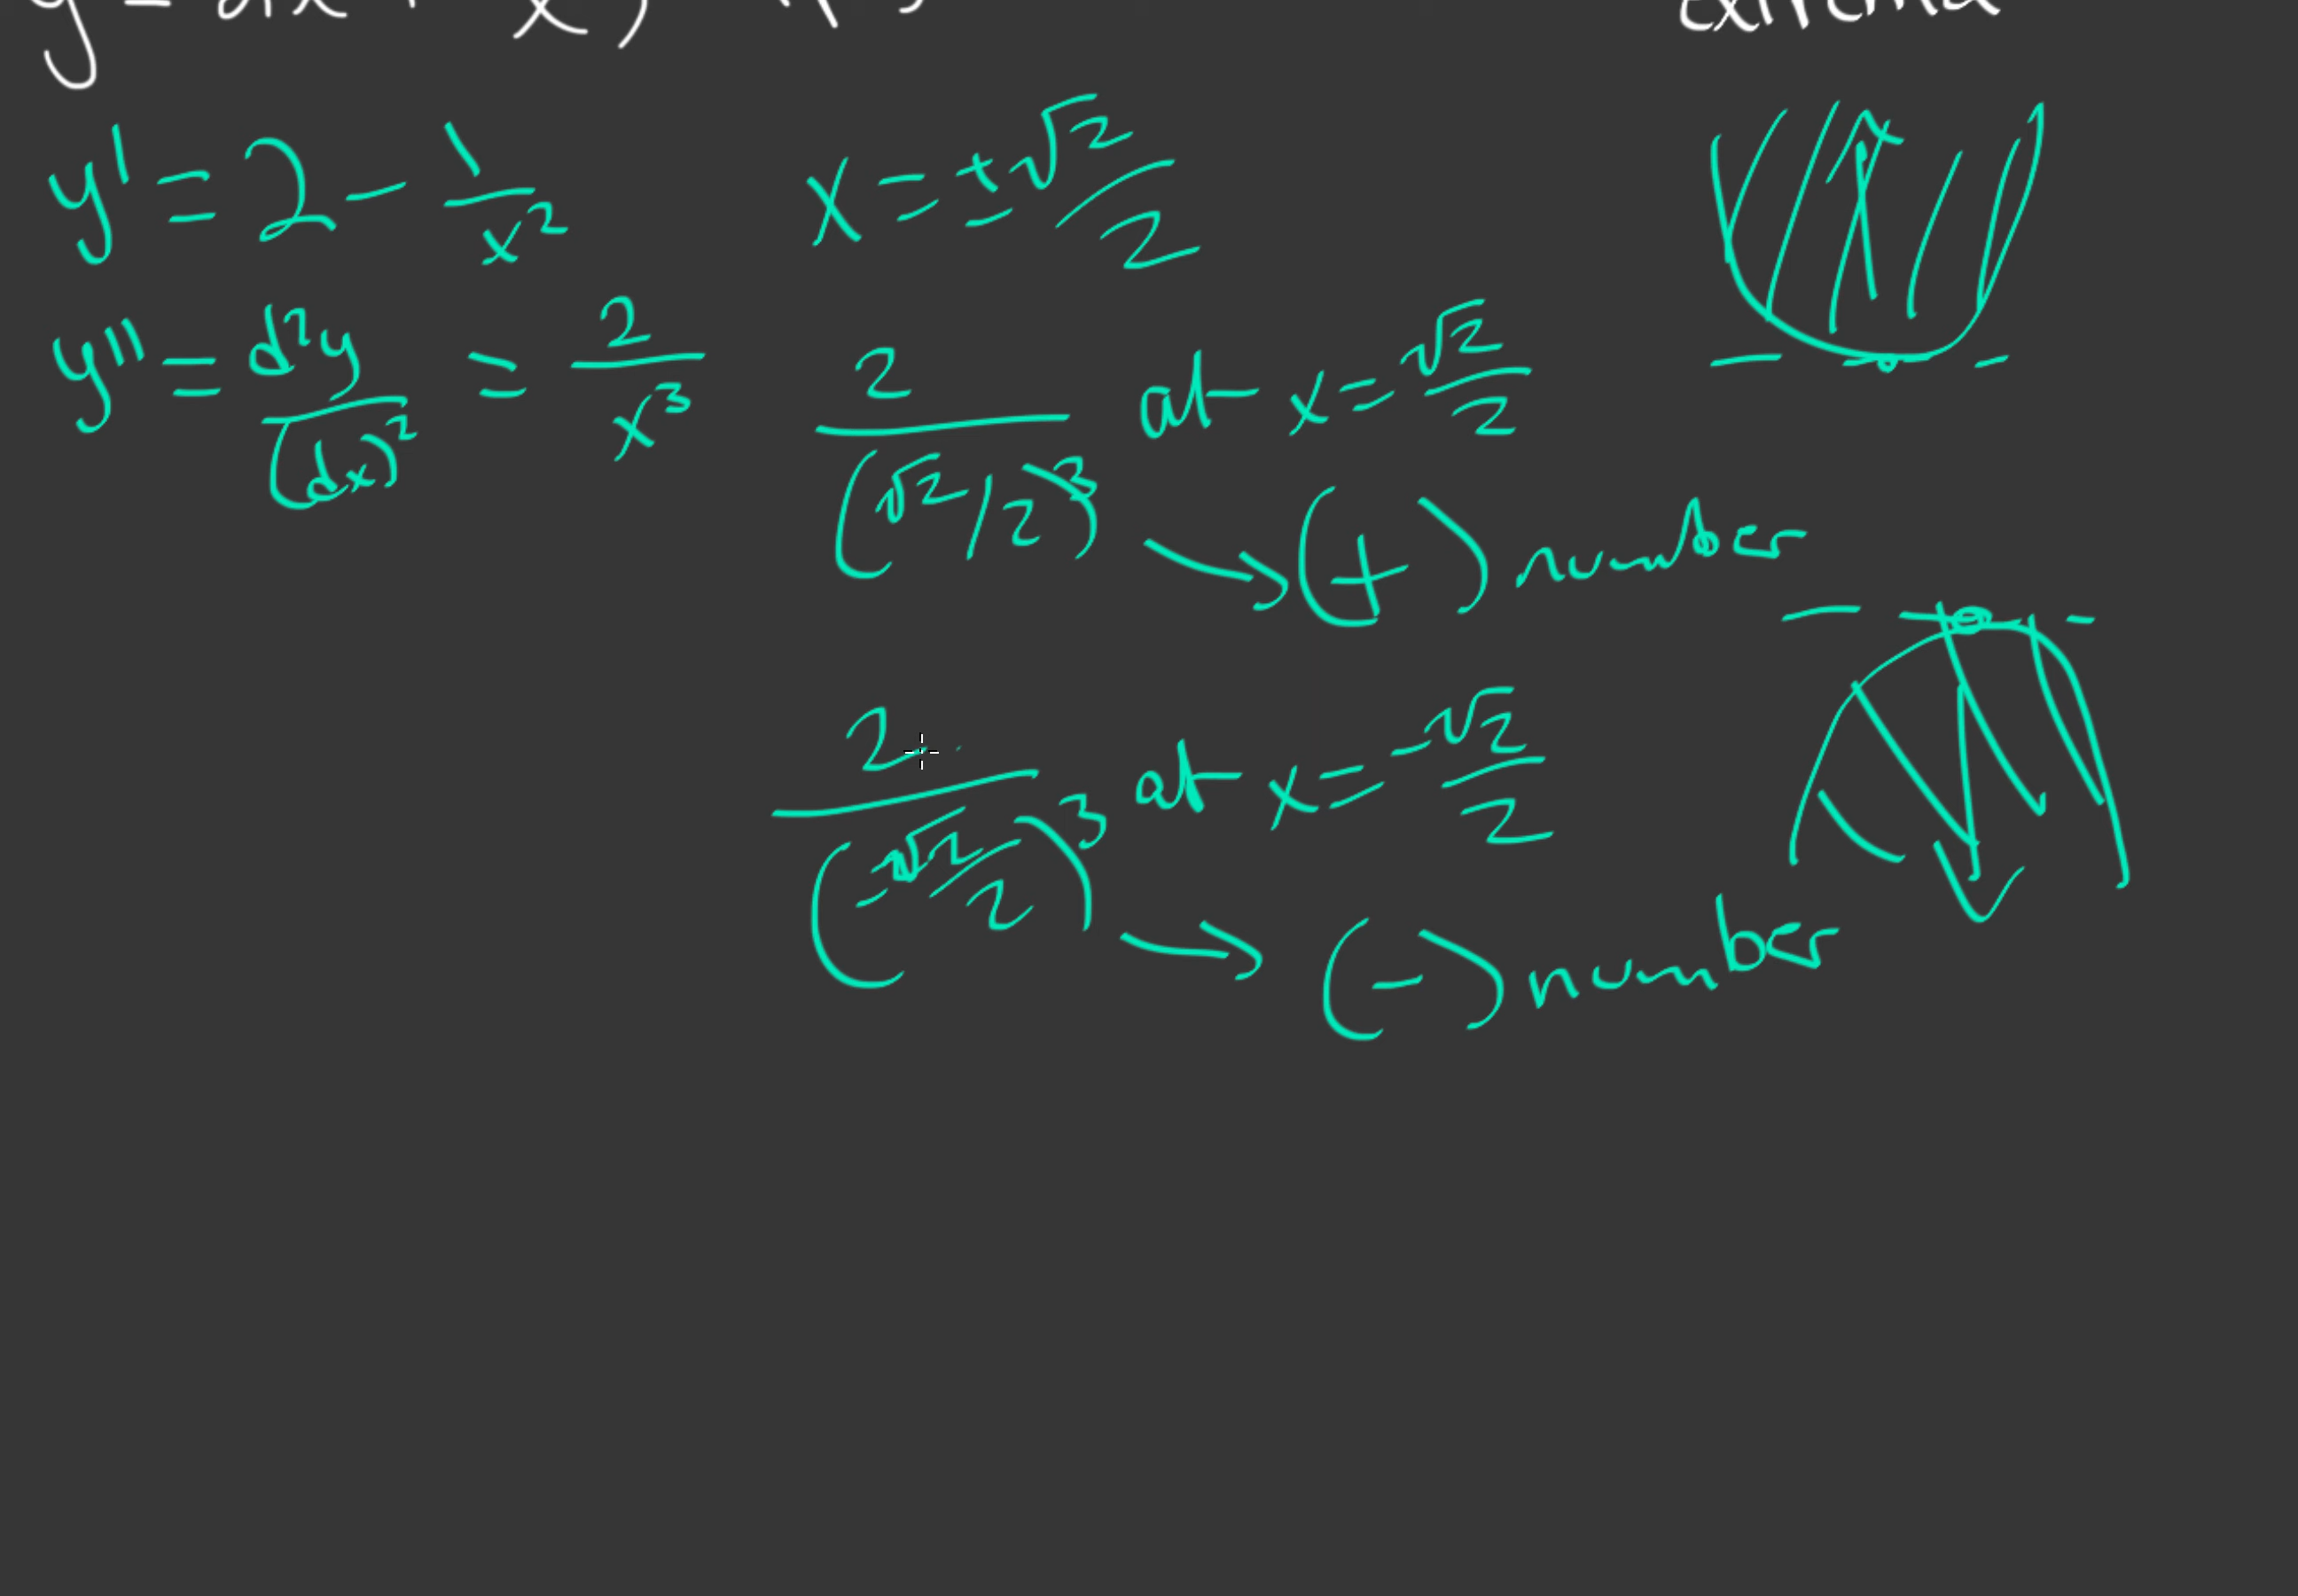 extrema
y' = 2 - 1/x² x = ±√2/2
y'' = d²y/(dx)² = 2/x³ 2/(√2/2)³ at x = √2/2
→ (+) number
2/(-√2/2)³ at x = -√2/2
→ (-) number